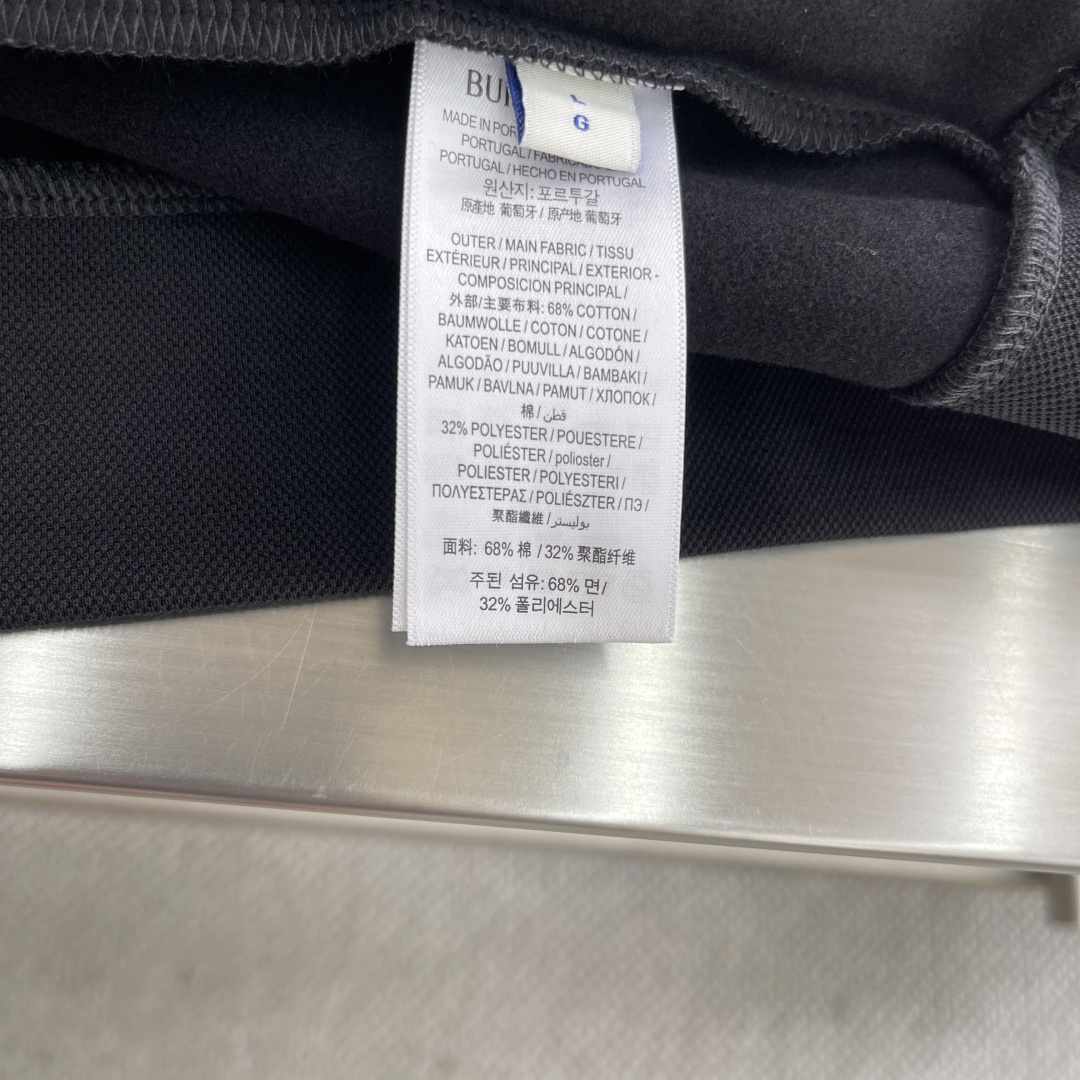 BU
L
G
MADE IN POR
PORTUGAL / FABRICA
PORTUGAL / HECHO EN PORTUGAL
원산지: 포르투갈
原產地 葡萄牙 / 原产地 葡萄牙
OUTER / MAIN FABRIC / TISSU
EXTÉRIEUR / PRINCIPAL / EXTERIOR -
COMPOSICION PRINCIPAL /
外部/主要布料: 68% COTTON /
BAUMWOLLE / COTON / COTONE /
KATOEN / BOMULL / ALGODÓN /
ALGODÃO / PUUVILLA / BAMBAKI /
PAMUK / BAVLNA / PAMUT / ХЛОПОК /
棉 / قطن
32% POLYESTER / POUESTERE /
POLIÉSTER / polioster /
POLIESTER / POLYESTERI /
ΠΟΛΥΕΣΤΕΡΑΣ / POLIÉSZTER / ПЭ /
聚酯纖維 / بوليستر
面料: 68% 棉 / 32% 聚酯纤维
주된 섬유: 68% 면/
32% 폴리에스터